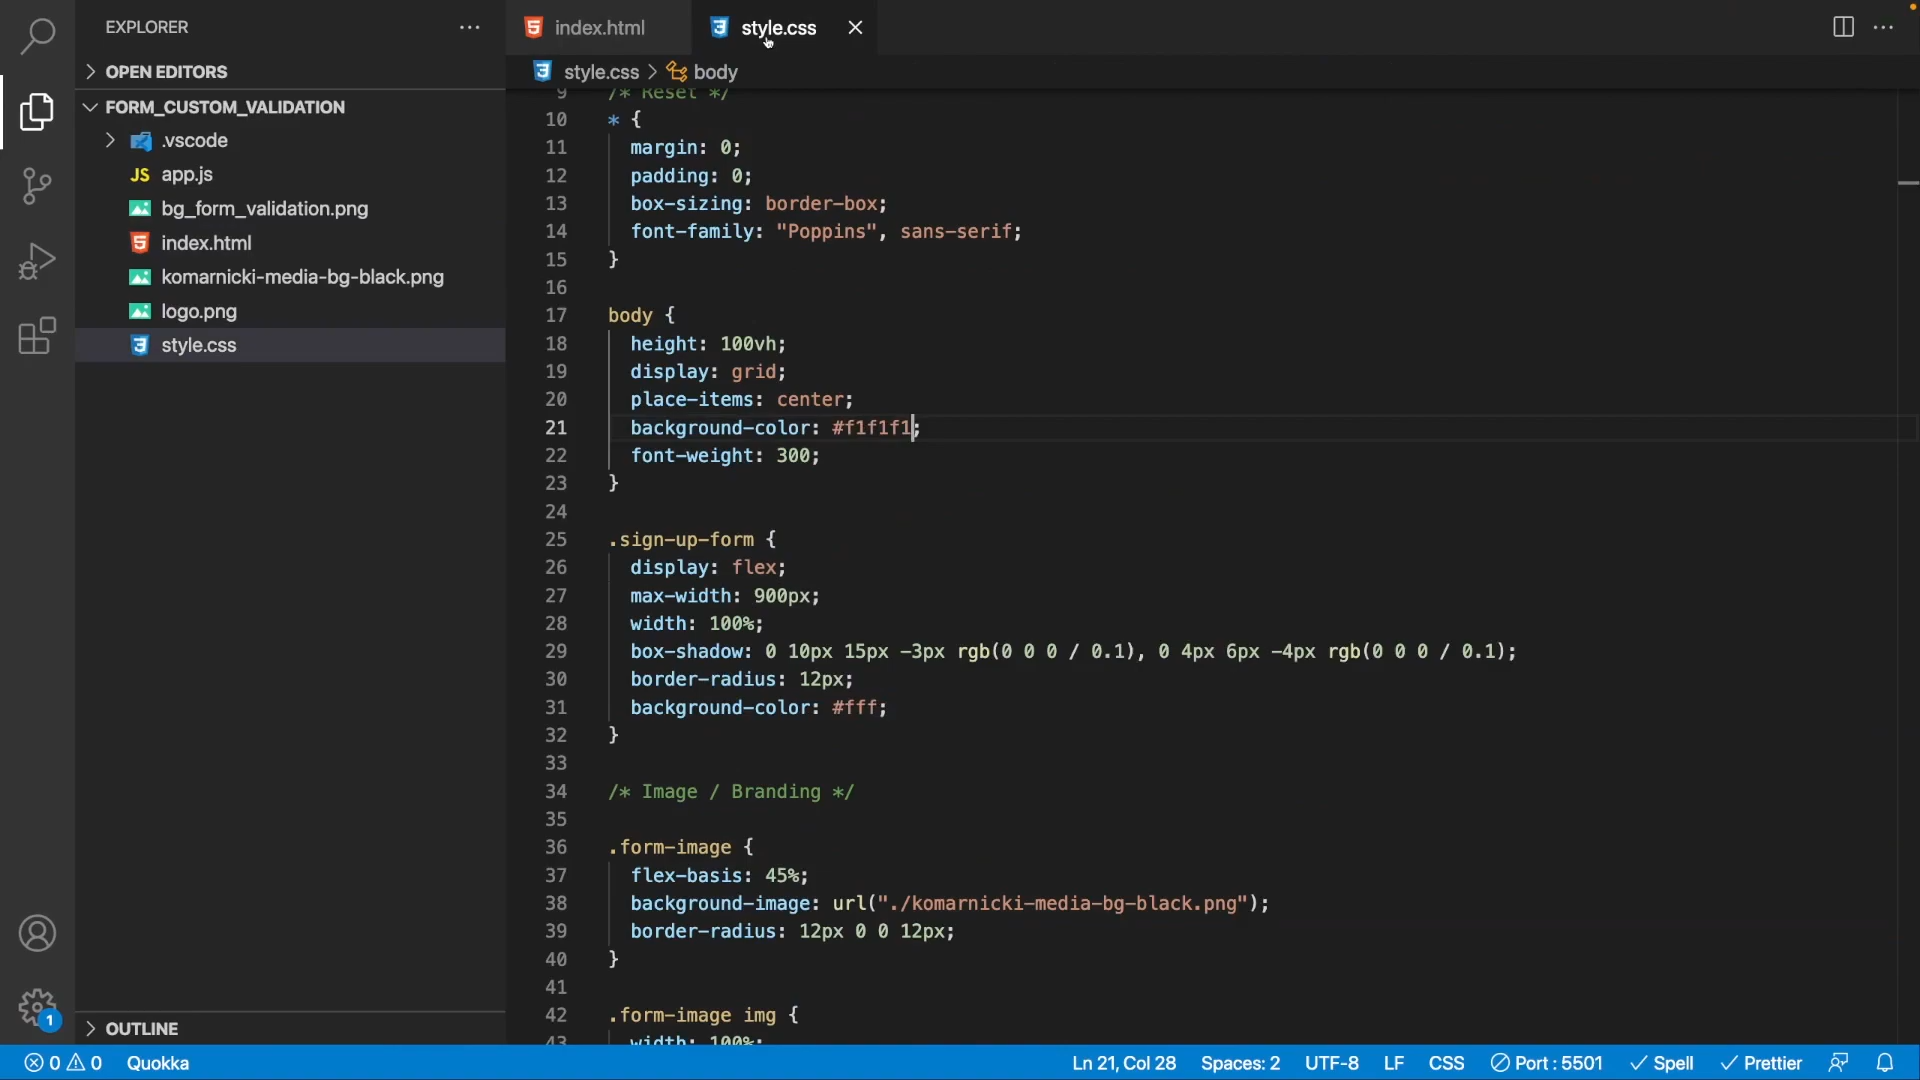 EXPLORER
index.html
style.css
OPEN EDITORS
style.css > body
FORM_CUSTOM_VALIDATION
.vscode
JS app.js
bg_form_validation.png
index.html
komarnicki-media-bg-black.png
logo.png
style.css
9 /* Reset */
10 * {
11 margin: 0;
12 padding: 0;
13 box-sizing: border-box;
14 font-family: "Poppins", sans-serif;
15 }
16
17 body {
18 height: 100vh;
19 display: grid;
20 place-items: center;
21 background-color: #f1f1f1;
22 font-weight: 300;
23 }
24
25 .sign-up-form {
26 display: flex;
27 max-width: 900px;
28 width: 100%;
29 box-shadow: 0 10px 15px -3px rgb(0 0 0 / 0.1), 0 4px 6px -4px rgb(0 0 0 / 0.1);
30 border-radius: 12px;
31 background-color: #fff;
32 }
33
34 /* Image / Branding */
35
36 .form-image {
37 flex-basis: 45%;
38 background-image: url("./komarnicki-media-bg-black.png");
39 border-radius: 12px 0 0 12px;
40 }
41
42 .form-image img {
43 width: 100%;
1
OUTLINE
0 0 Quokka Ln 21, Col 28 Spaces: 2 UTF-8 LF CSS Port : 5501 Spell Prettier